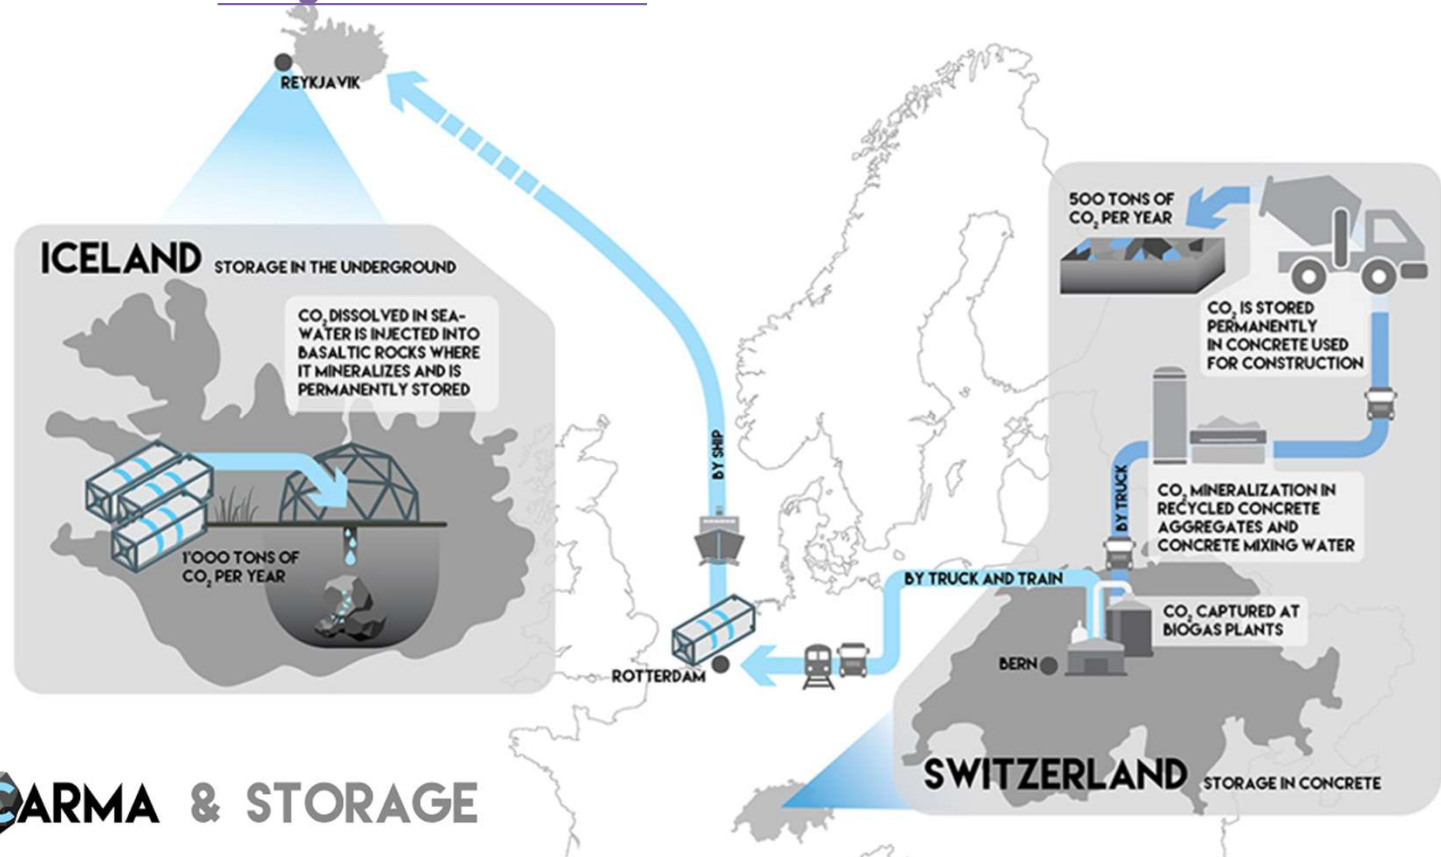 REYKJAVIK
ICELAND STORAGE IN THE UNDERGROUND
CO₂ DISSOLVED IN SEA-
WATER IS INJECTED INTO
BASALTIC ROCKS WHERE
IT MINERALIZES AND IS
PERMANENTLY STORED
1'000 TONS OF
CO₂ PER YEAR
BY SHIP
ROTTERDAM
BY TRUCK AND TRAIN
500 TONS OF
CO₂ PER YEAR
CO₂ IS STORED
PERMANENTLY
IN CONCRETE USED
FOR CONSTRUCTION
BY TRUCK
CO₂ MINERALIZATION IN
RECYCLED CONCRETE
AGGREGATES AND
CONCRETE MIXING WATER
CO₂ CAPTURED AT
BIOGAS PLANTS
BERN
SWITZERLAND STORAGE IN CONCRETE
CARMA & STORAGE